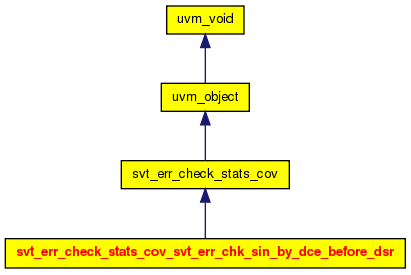 uvm_void
uvm_object
svt_err_check_stats_cov
svt_err_check_stats_cov_svt_err_chk_sin_by_dce_before_dsr